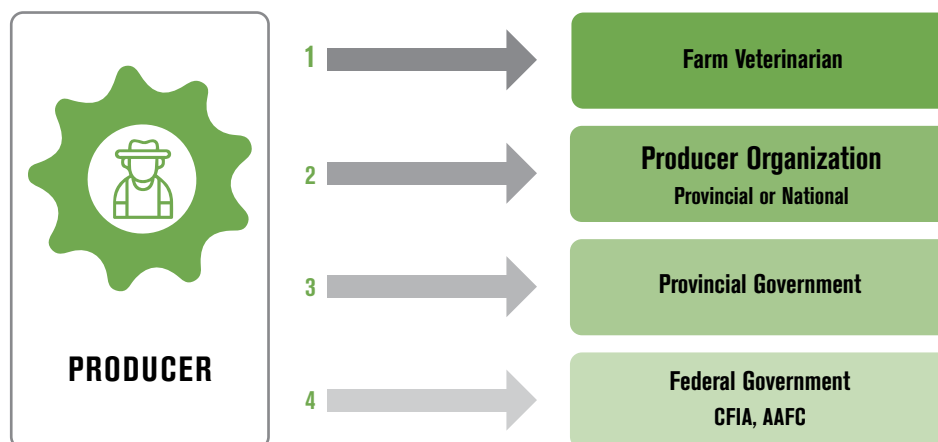 PRODUCER
1
Farm Veterinarian
2
Producer Organization
Provincial or National
3
Provincial Government
4
Federal Government
CFIA, AAFC